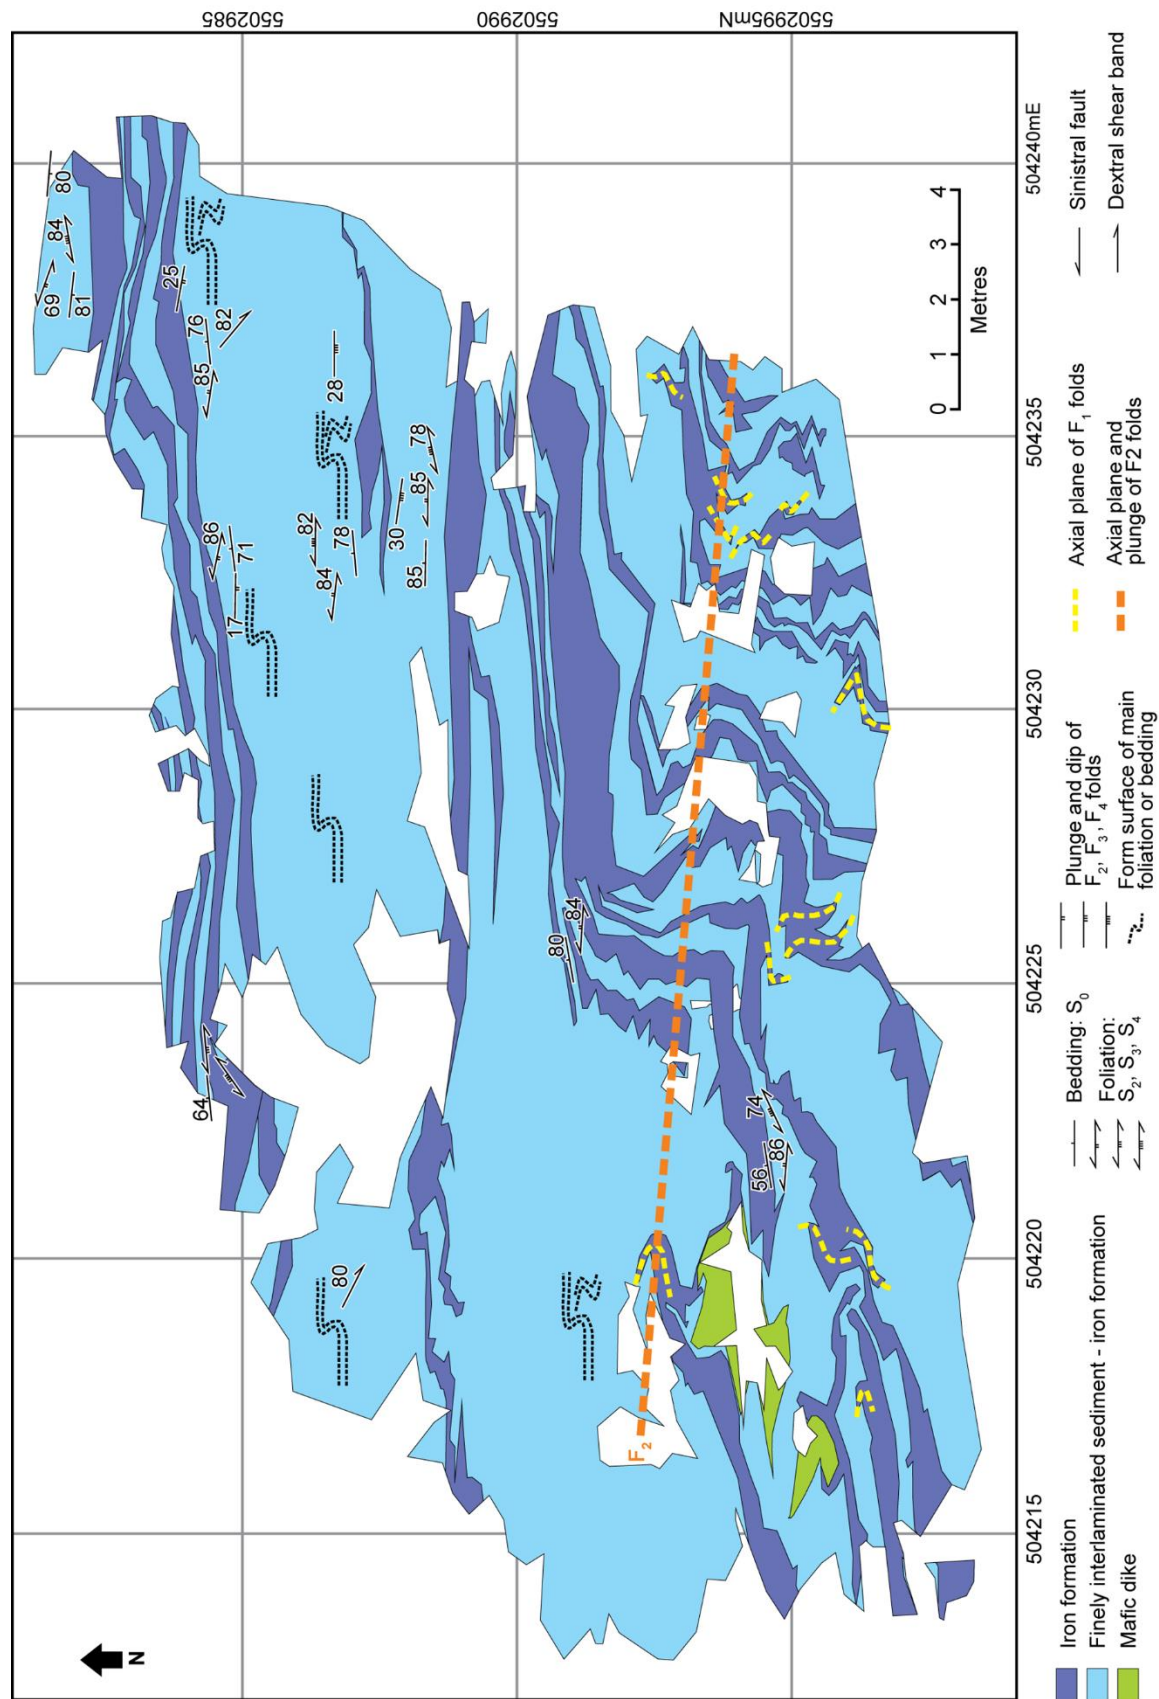 5502985
5502990
5502995mN
504240mE
504235
504230
504225
504220
504215
80
84
69
81
25
76
82
85
28
86
71
17
82
84
78
30
85
78
85
80
84
64
74
56
86
80
F2
N
0 1 2 3 4
Metres
Iron formation
Finely interlaminated sediment - iron formation
Mafic dike
Bedding: S0
Foliation:
S2, S3, S4
Plunge and dip of
F2, F3, F4 folds
Form surface of main
foliation or bedding
Axial plane of F1 folds
Axial plane and
plunge of F2 folds
Sinistral fault
Dextral shear band